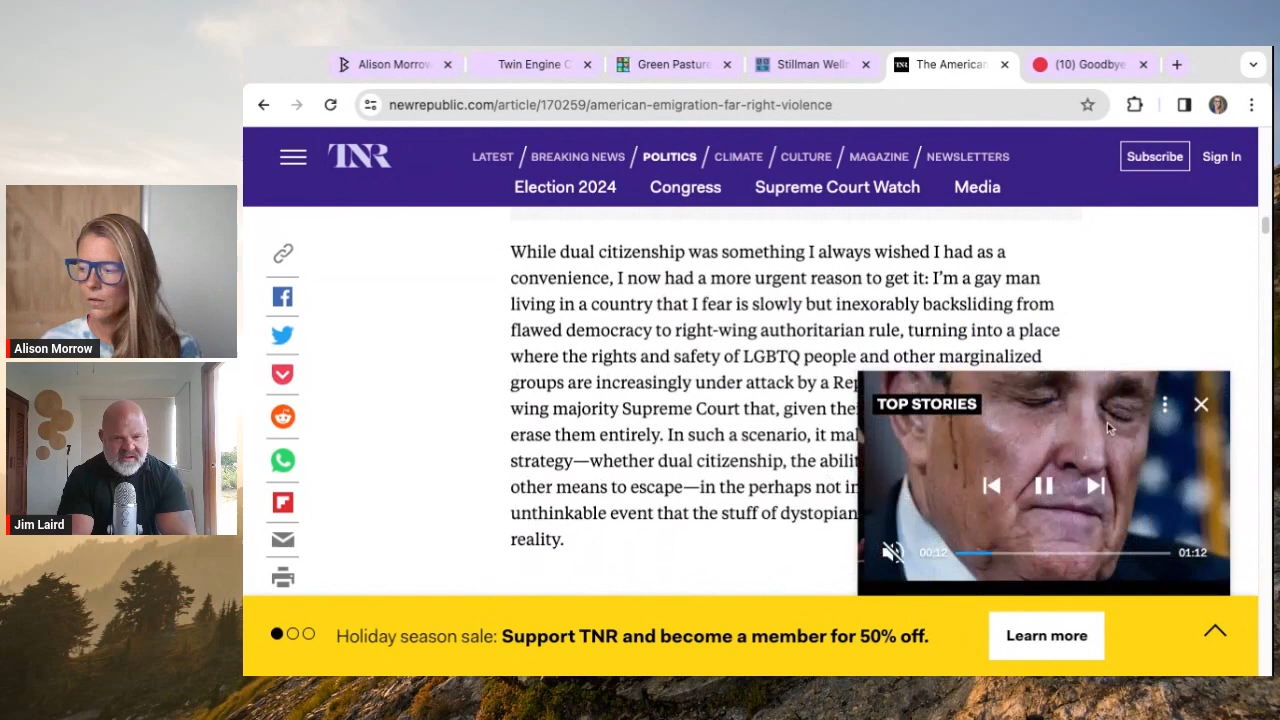 Alison Morrow
Twin Engine C
Green Pasture
Stillman Well
TNR
The American
(10) Goodbye
newrepublic.com/article/170259/american-emigration-far-right-violence
TNR
LATEST / BREAKING NEWS / POLITICS / CLIMATE / CULTURE / MAGAZINE / NEWSLETTERS
Subscribe
Sign In
Election 2024
Congress
Supreme Court Watch
Media
While dual citizenship was something I always wished I had as a
convenience, I now had a more urgent reason to get it: I’m a gay man
living in a country that I fear is slowly but inexorably backsliding from
flawed democracy to right-wing authoritarian rule, turning into a place
where the rights and safety of LGBTQ people and other marginalized
groups are increasingly under attack by a Rep
wing majority Supreme Court that, given thei
erase them entirely. In such a scenario, it mak
strategy—whether dual citizenship, the abilit
other means to escape—in the perhaps not in
unthinkable event that the stuff of dystopian
reality.
TOP STORIES
00:12
01:12
Alison Morrow
Jim Laird
Holiday season sale: Support TNR and become a member for 50% off.
Learn more